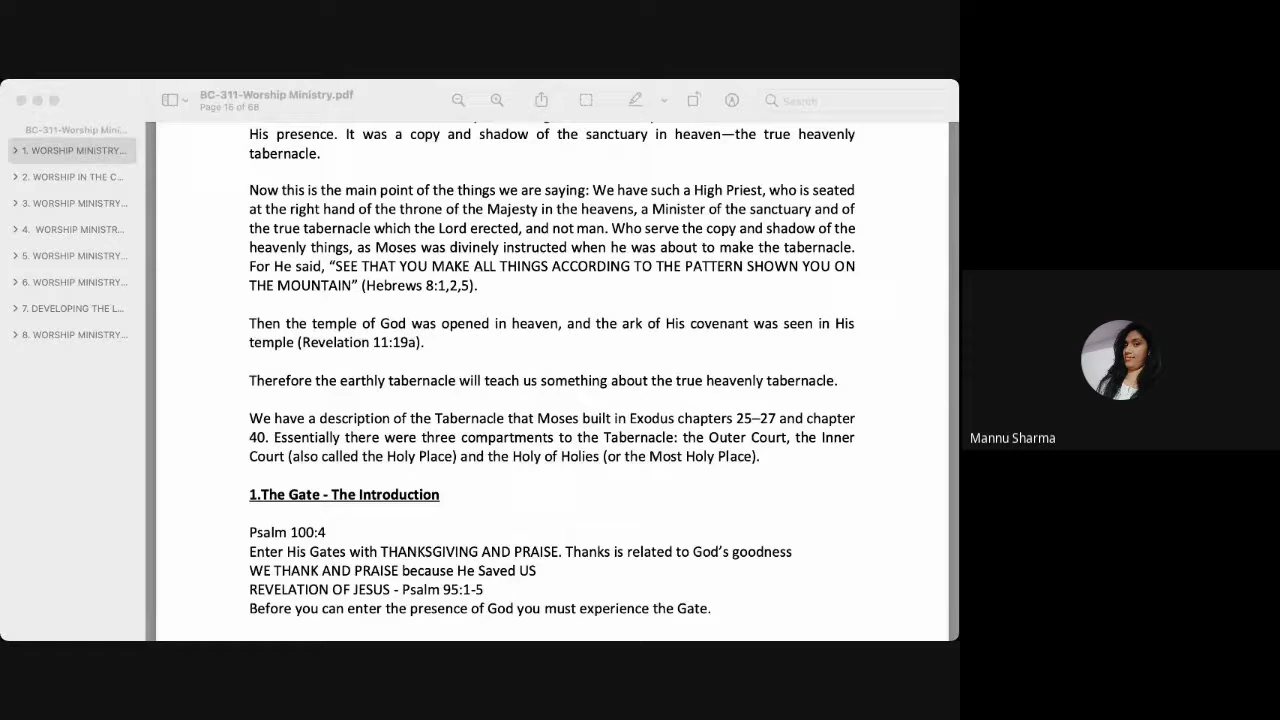 BC-311-Worship Ministry.pdf
Page 16 of 68
Search
BC-311-Worship Mini...
1. WORSHIP MINISTRY...
2. WORSHIP IN THE C...
3. WORSHIP MINISTRY...
4. WORSHIP MINISTR...
5. WORSHIP MINISTRY...
6. WORSHIP MINISTRY...
7. DEVELOPING THE L...
8. WORSHIP MINISTRY...
His presence. It was a copy and shadow of the sanctuary in heaven—the true heavenly
tabernacle.
Now this is the main point of the things we are saying: We have such a High Priest, who is seated
at the right hand of the throne of the Majesty in the heavens, a Minister of the sanctuary and of
the true tabernacle which the Lord erected, and not man. Who serve the copy and shadow of the
heavenly things, as Moses was divinely instructed when he was about to make the tabernacle.
For He said, “SEE THAT YOU MAKE ALL THINGS ACCORDING TO THE PATTERN SHOWN YOU ON
THE MOUNTAIN” (Hebrews 8:1,2,5).
Then the temple of God was opened in heaven, and the ark of His covenant was seen in His
temple (Revelation 11:19a).
Therefore the earthly tabernacle will teach us something about the true heavenly tabernacle.
We have a description of the Tabernacle that Moses built in Exodus chapters 25–27 and chapter
40. Essentially there were three compartments to the Tabernacle: the Outer Court, the Inner
Court (also called the Holy Place) and the Holy of Holies (or the Most Holy Place).
1.The Gate - The Introduction
Psalm 100:4
Enter His Gates with THANKSGIVING AND PRAISE. Thanks is related to God’s goodness
WE THANK AND PRAISE because He Saved US
REVELATION OF JESUS - Psalm 95:1-5
Before you can enter the presence of God you must experience the Gate.
Mannu Sharma